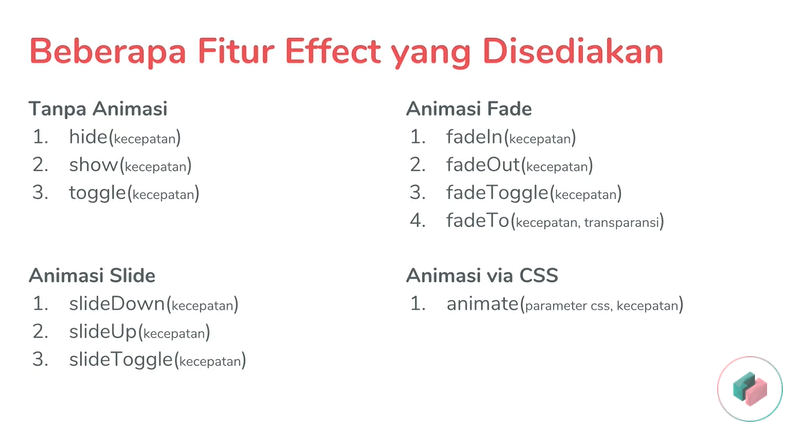 Beberapa Fitur Effect yang Disediakan
Tanpa Animasi
1. hide(kecepatan)
2. show(kecepatan)
3. toggle(kecepatan)
Animasi Fade
1. fadeIn(kecepatan)
2. fadeOut(kecepatan)
3. fadeToggle(kecepatan)
4. fadeTo(kecepatan, transparansi)
Animasi Slide
1. slideDown(kecepatan)
2. slideUp(kecepatan)
3. slideToggle(kecepatan)
Animasi via CSS
1. animate(parameter css, kecepatan)